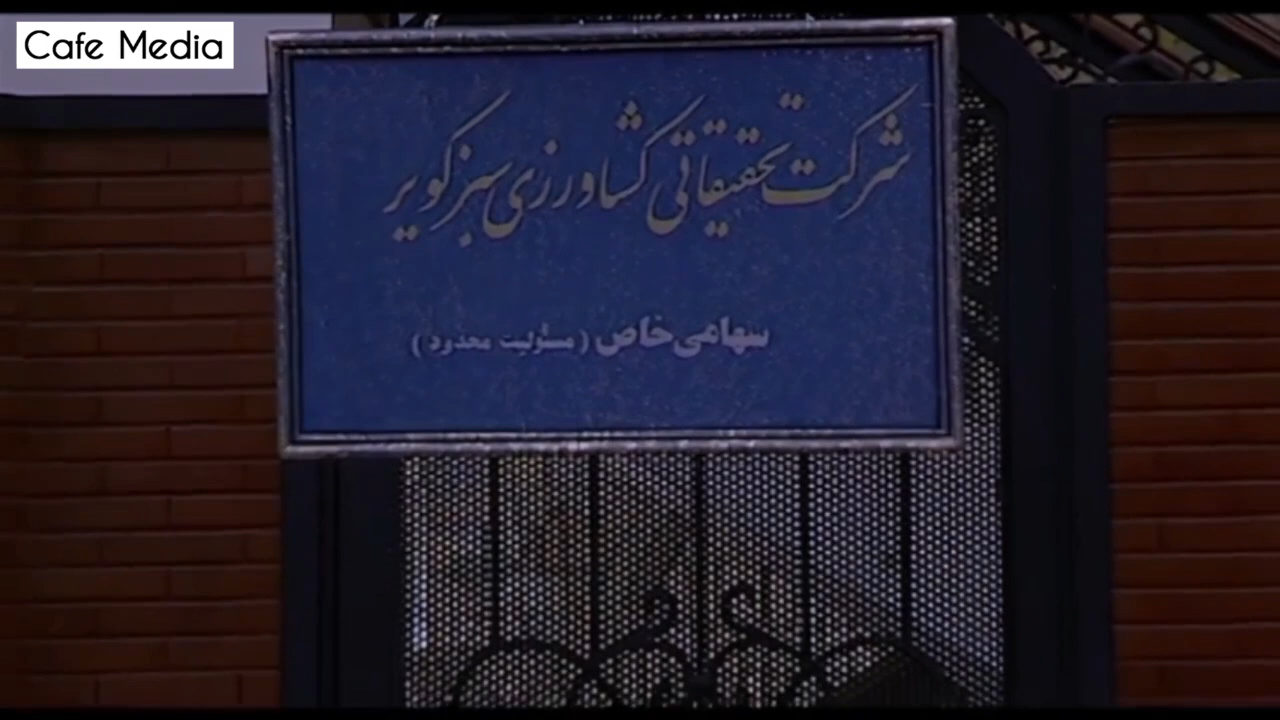 Cafe Media
شرکت تحقیقاتی کشاورزی سبز کویر
سهامی خاص ( مسئولیت محدود )